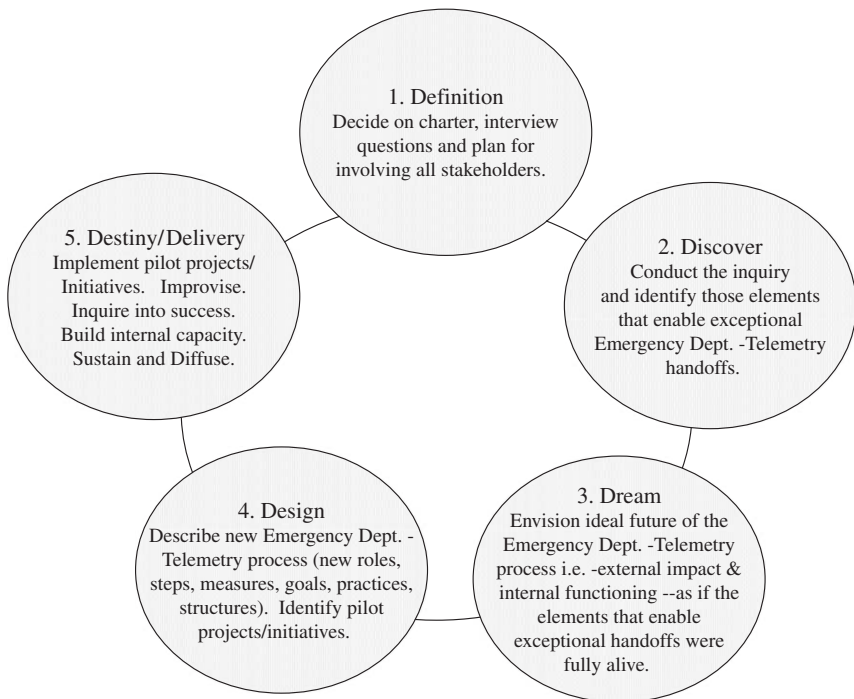 1. Definition
Decide on charter, interview
questions and plan for
involving all stakeholders.
2. Discover
Conduct the inquiry
and identify those elements
that enable exceptional
Emergency Dept. -Telemetry
handoffs.
3. Dream
Envision ideal future of the
Emergency Dept. -Telemetry
process i.e. -external impact &
internal functioning --as if the
elements that enable
exceptional handoffs were
fully alive.
4. Design
Describe new Emergency Dept. -
Telemetry process (new roles,
steps, measures, goals, practices,
structures). Identify pilot
projects/initiatives.
5. Destiny/Delivery
Implement pilot projects/
Initiatives. Improvise.
Inquire into success.
Build internal capacity.
Sustain and Diffuse.